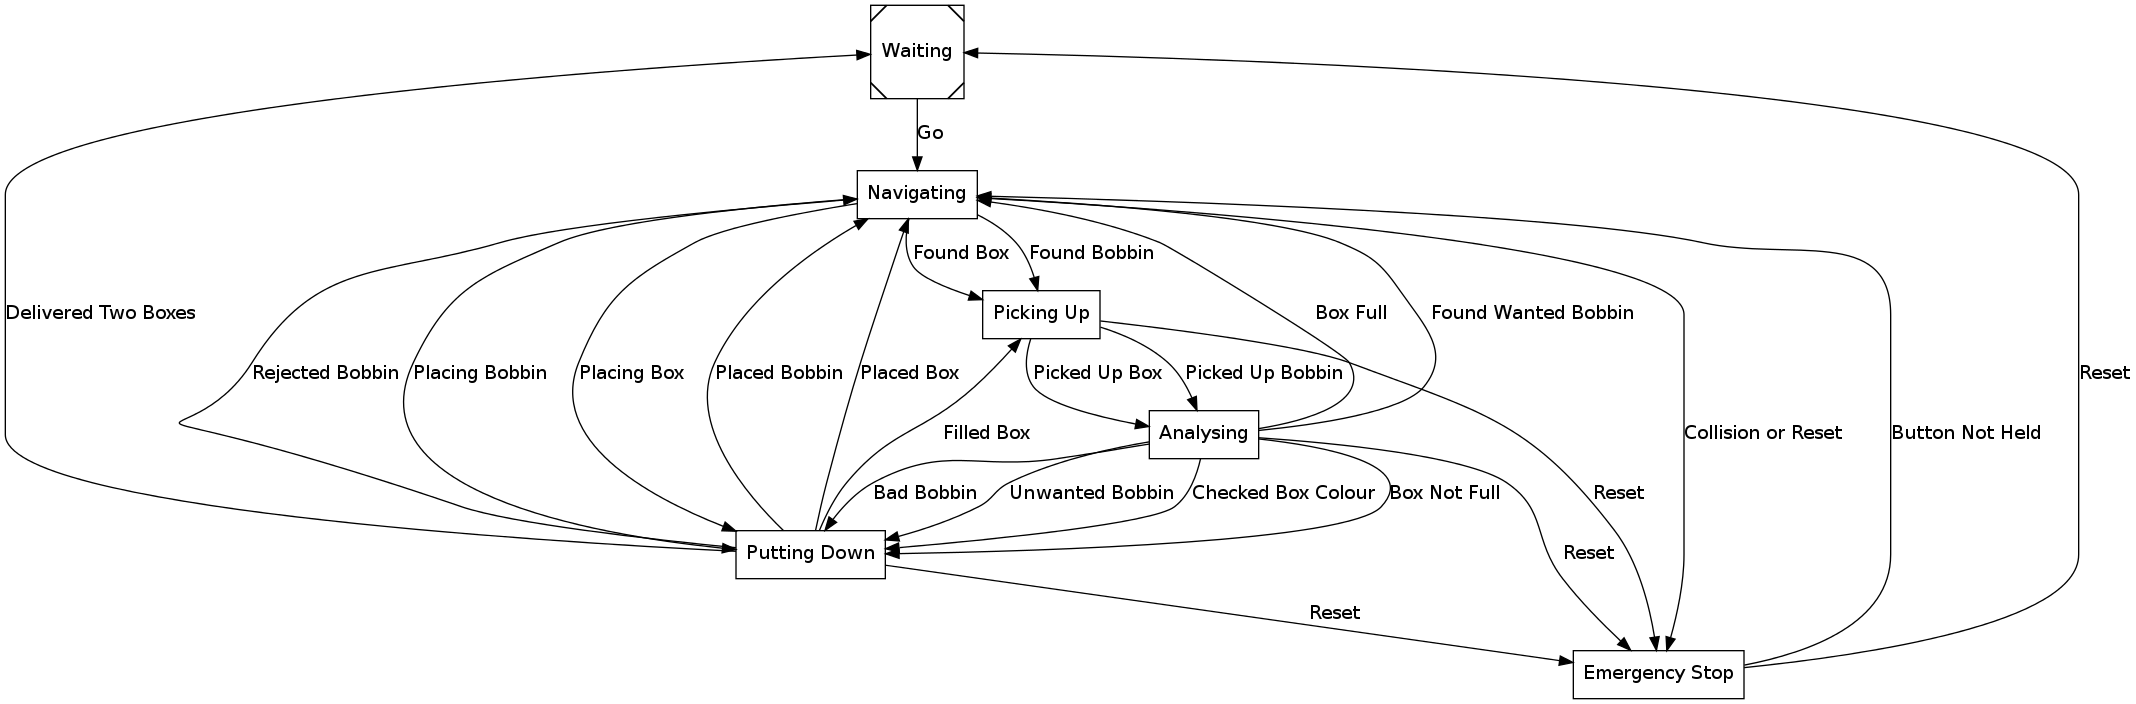 Waiting
Go
Navigating
Found Box
Found Bobbin
Delivered Two Boxes
Picking Up
Box Full
Found Wanted Bobbin
Rejected Bobbin
Placing Bobbin
Placing Box
Placed Bobbin
Placed Box
Picked Up Box
Picked Up Bobbin
Reset
Filled Box
Analysing
Collision or Reset
Button Not Held
Bad Bobbin
Unwanted Bobbin
Checked Box Colour
Box Not Full
Reset
Putting Down
Reset
Reset
Emergency Stop